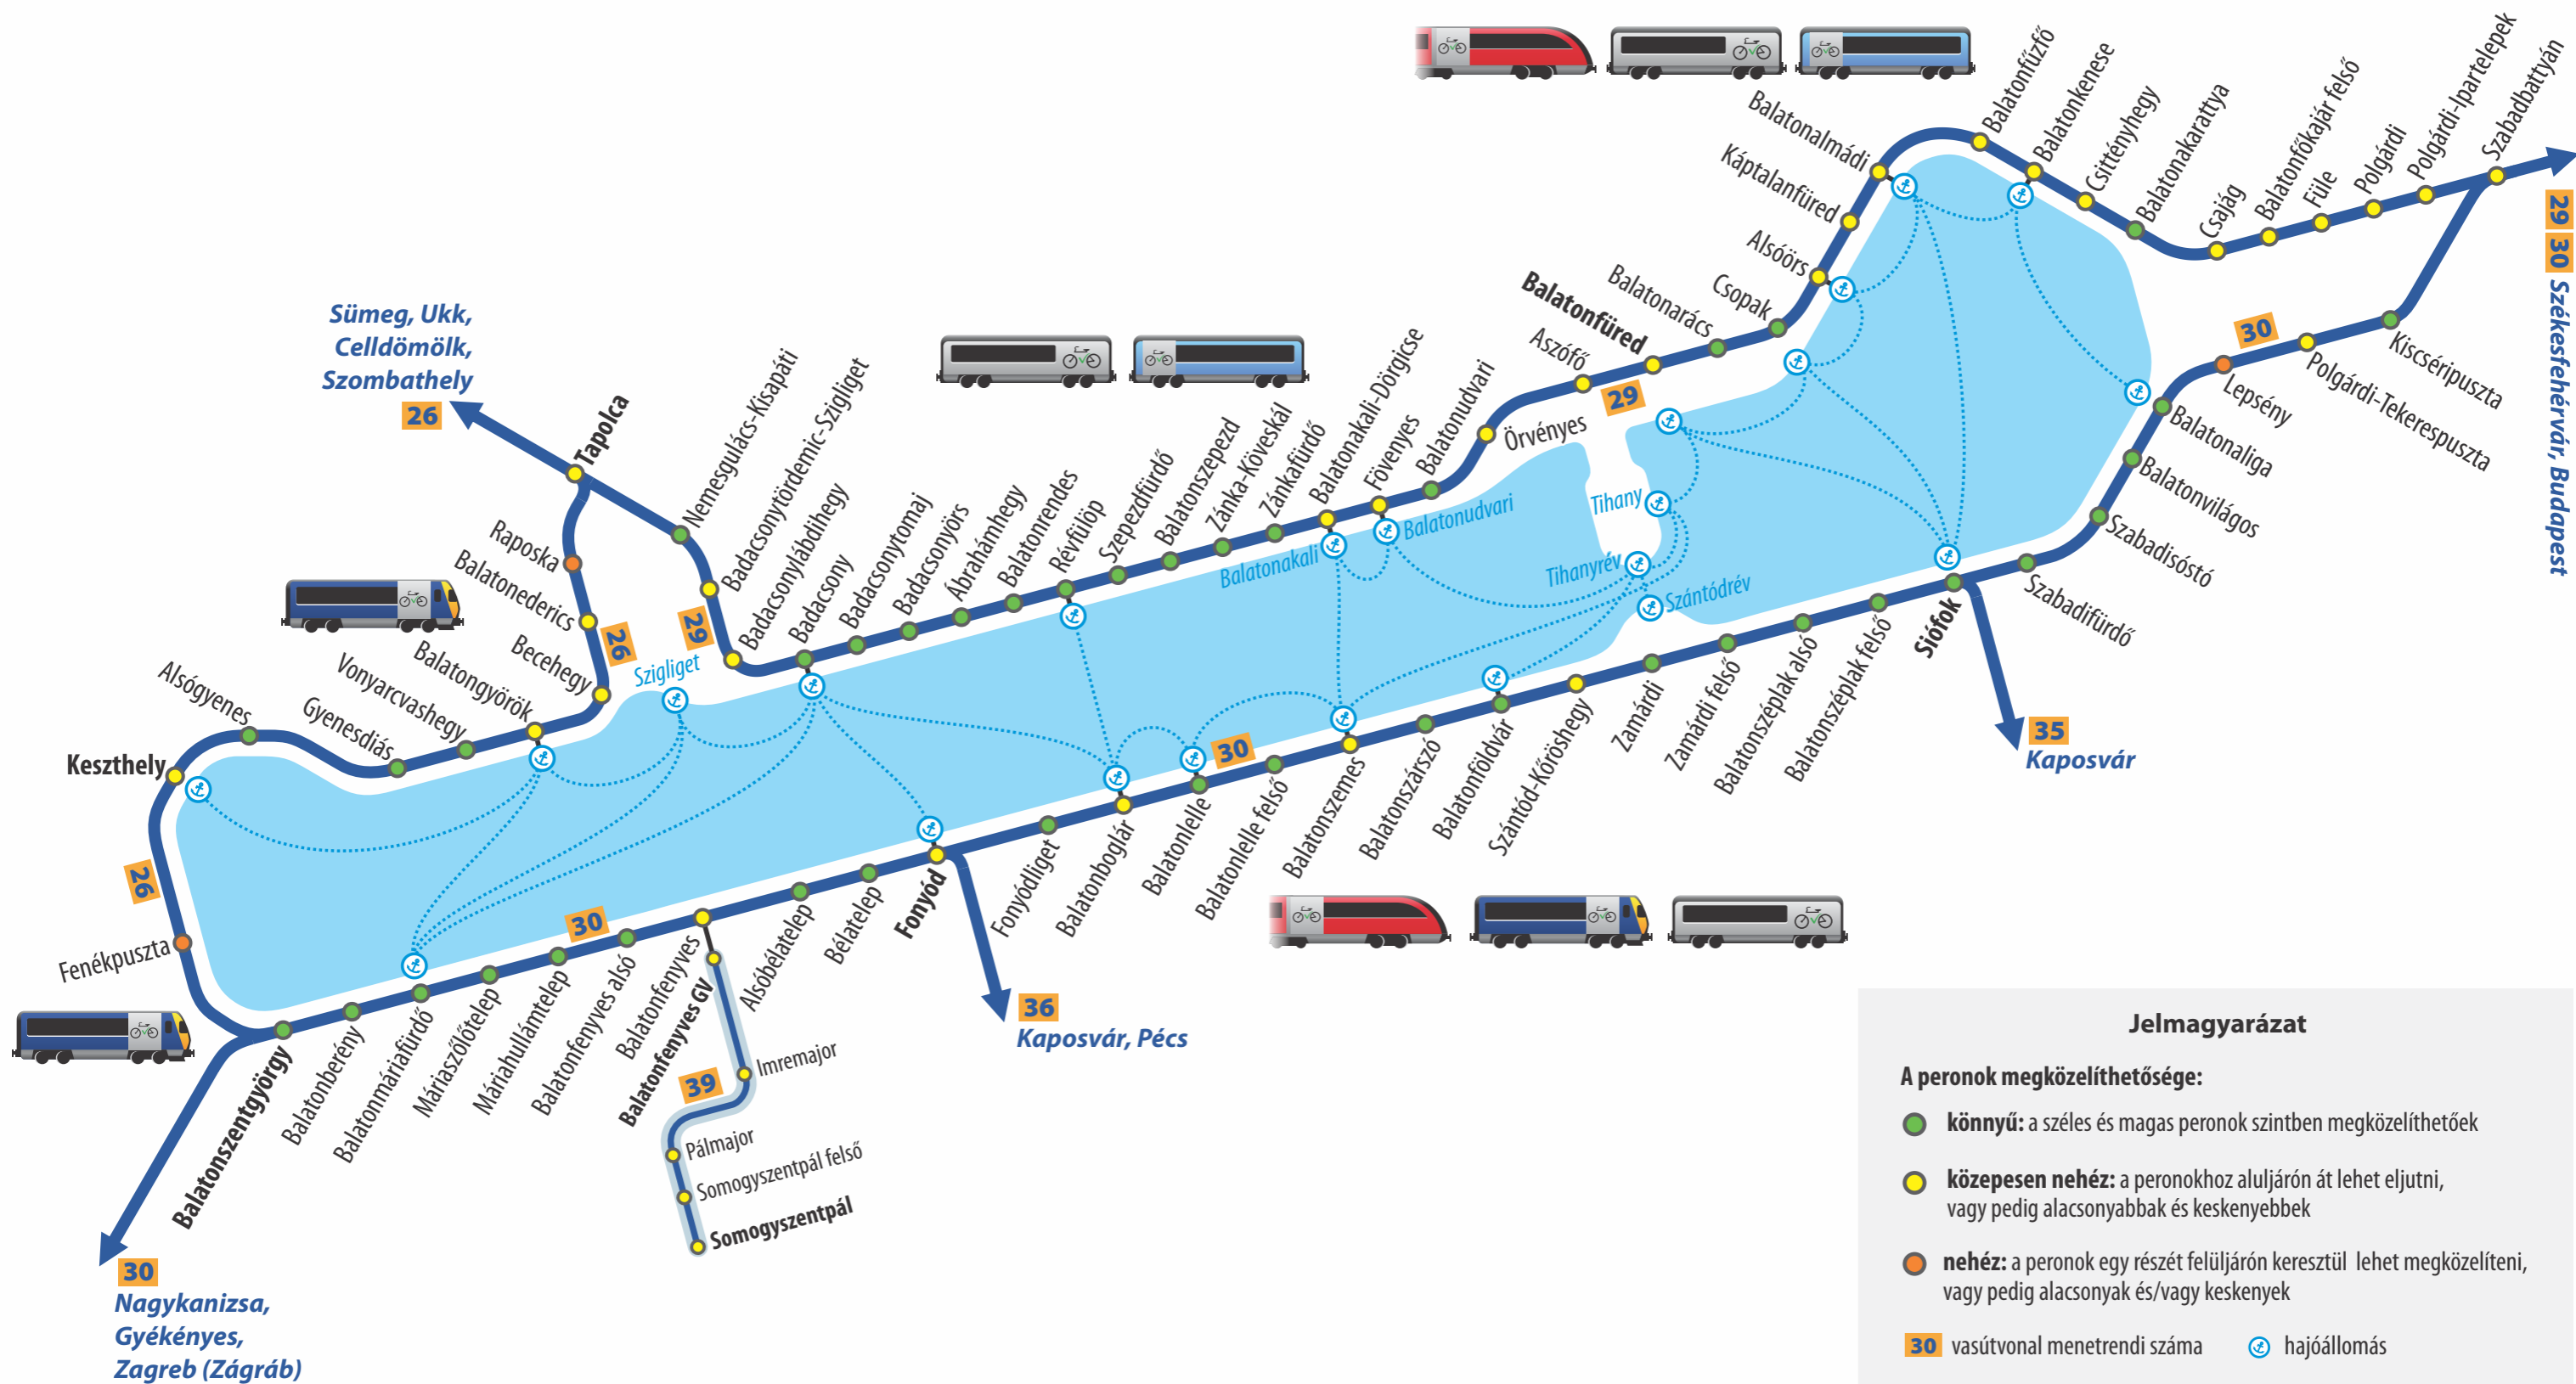 Balatonalmádi
Káptalanfüred
Alsóörs
Csopak
Balatonarács
Balatonfüred
Aszófő
29
Balatonfűzfő
Balatonkenese
Csittényhegy
Balatonakarattya
Csajág
Balatonfőkajár felső
Füle
Polgárdi
Polgárdi-Ipartelepek
Szabadbattyán
29
30
Székesfehérvár, Budapest
30
Kiscséripuszta
Polgárdi-Tekerespuszta
Lepsény
Balatonaliga
Balatonvilágos
Szabadisóstó
Szabadifürdő
Sümeg, Ukk,
Celldömölk,
Szombathely
26
Tapolca
Nemesgulács-Kisapáti
Badacsonytördemic-Szigliget
Badacsonylábdihegy
Badacsony
Badacsonytomaj
Badacsonyörs
Ábrahámhegy
Balatonrendes
Révfülöp
Szepezdfürdő
Balatonszepezd
Zánka-Köveskál
Zánkafürdő
Balatonakali-Dörgicse
Fövenyes
Balatonudvari
Örvényes
29
Raposka
Balatonederics
Becehegy
26
Balatongyörök
Vonyarcvashegy
Gyenesdiás
Alsógyenes
Keszthely
26
Fenékpuszta
Szigliget
Balatonakali
Balatonudvari
Tihany
Tihanyrév
Szántódrév
Siófok
35
Kaposvár
Balatonszéplak felső
Balatonszéplak alsó
Zamárdi felső
Zamárdi
Szántód-Kőröshegy
Balatonföldvár
Balatonszárszó
Balatonszemes
30
Balatonlelle felső
Balatonlelle
Balatonboglár
Fonyódliget
Fonyód
36
Kaposvár, Pécs
Bélatelep
Alsóbélatelep
Balatonfenyves
Balatonfenyves GV
30
Balatonfenyves alsó
Máriahullámtelep
Máriaszőlőtelep
Balatonmáriafürdő
Balatonberény
Balatonszentgyörgy
39
Imremajor
Pálmajor
Somogyszentpál felső
Somogyszentpál
30
Nagykanizsa,
Gyékényes,
Zagreb (Zágráb)
Jelmagyarázat
A peronok megközelíthetősége:
könnyű: a széles és magas peronok szintben megközelíthetőek
közepesen nehéz: a peronokhoz aluljárón át lehet eljutni,
vagy pedig alacsonyabbak és keskenyebbek
nehéz: a peronok egy részét felüljárón keresztül lehet megközelíteni,
vagy pedig alacsonyak és/vagy keskenyek
30 vasútvonal menetrendi száma
hajóállomás